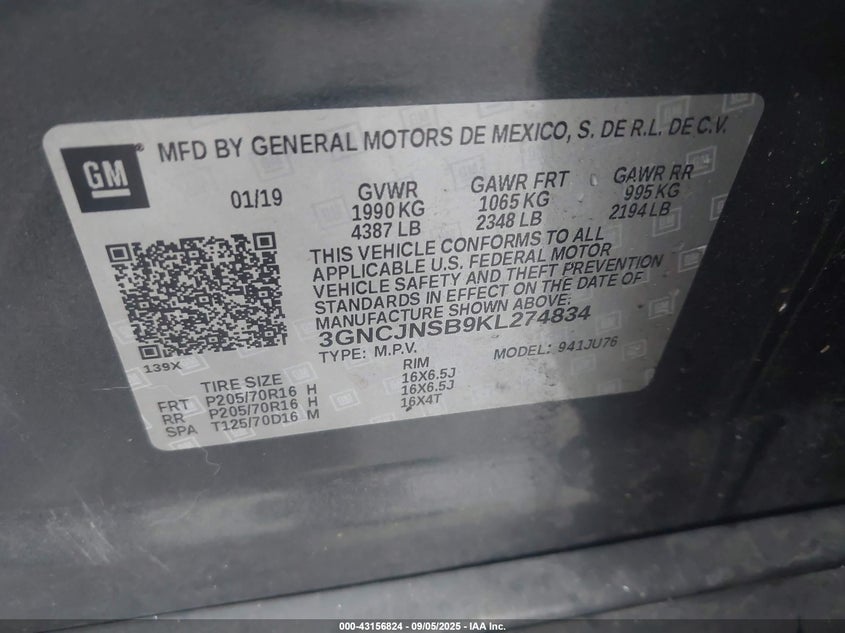 GM
MFD BY GENERAL MOTORS DE MEXICO, S. DE R.L. DE C.V.
01/19 GVWR GAWR FRT GAWR RR
1990 KG 1065 KG 995 KG
4387 LB 2348 LB 2194 LB
THIS VEHICLE CONFORMS TO ALL
APPLICABLE U.S. FEDERAL MOTOR
VEHICLE SAFETY AND THEFT PREVENTION
STANDARDS IN EFFECT ON THE DATE OF
MANUFACTURE SHOWN ABOVE:
3GNCJNSB9KL274834
TYPE: M.P.V. MODEL: 941JU76
139X
TIRE SIZE RIM
FRT P205/70R16 H 16X6.5J
RR P205/70R16 H 16X6.5J
SPA T125/70D16 M 16X4T
000-43156824 | 09/05/2025 | IAA Inc.